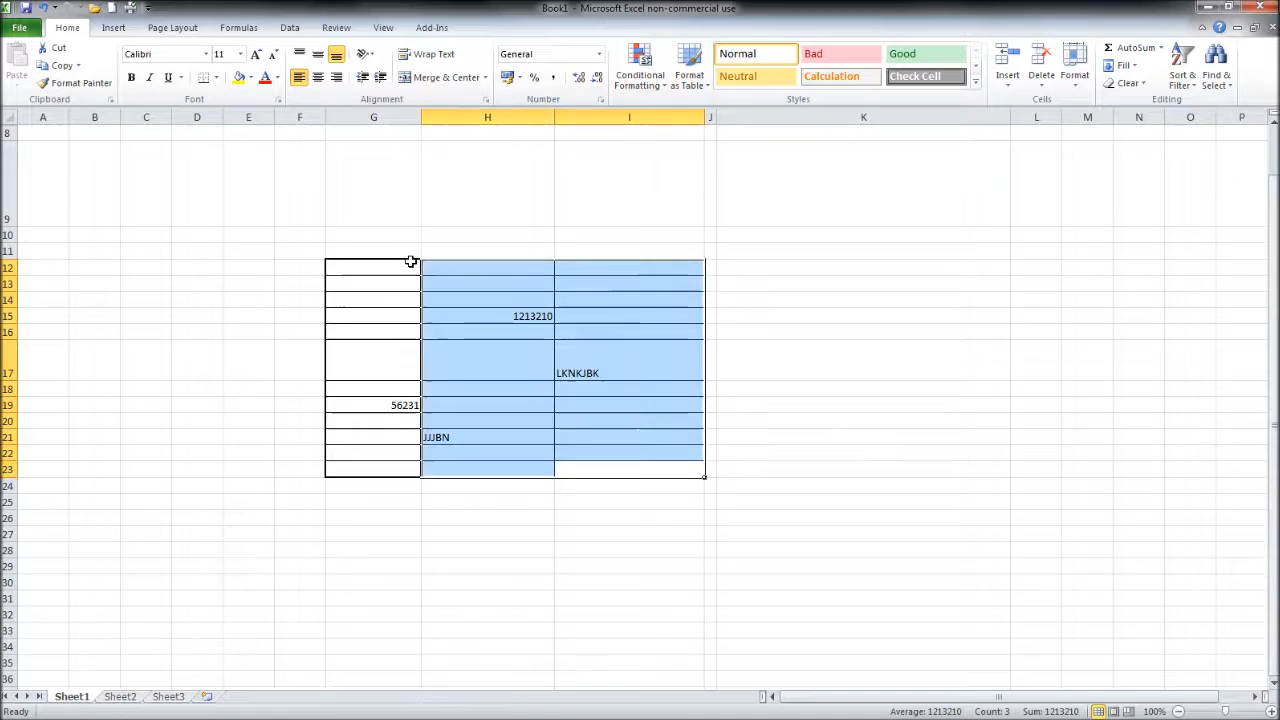 Book1 - Microsoft Excel non-commercial use
File Home Insert Page Layout Formulas Data Review View Add-Ins
Paste
Cut
Copy
Format Painter
Clipboard
Calibri 11
B I U
Font
Wrap Text
Merge & Center
Alignment
General
$ % ,
Number
Conditional Formatting
Format as Table
Normal Bad Good
Neutral Calculation Check Cell
Styles
Insert Delete Format
Cells
AutoSum
Fill
Clear
Sort & Filter
Find & Select
Editing
A B C D E F G H I J K L M N O P
8
9
10
11
12
13
14
15 1213210
16
17 LKNKJBK
18
19 56231
20
21 JJJBN
22
23
24
25
26
27
28
29
30
31
32
33
34
35
36
Sheet1 Sheet2 Sheet3
Ready Average: 1213210 Count: 3 Sum: 1213210 100%